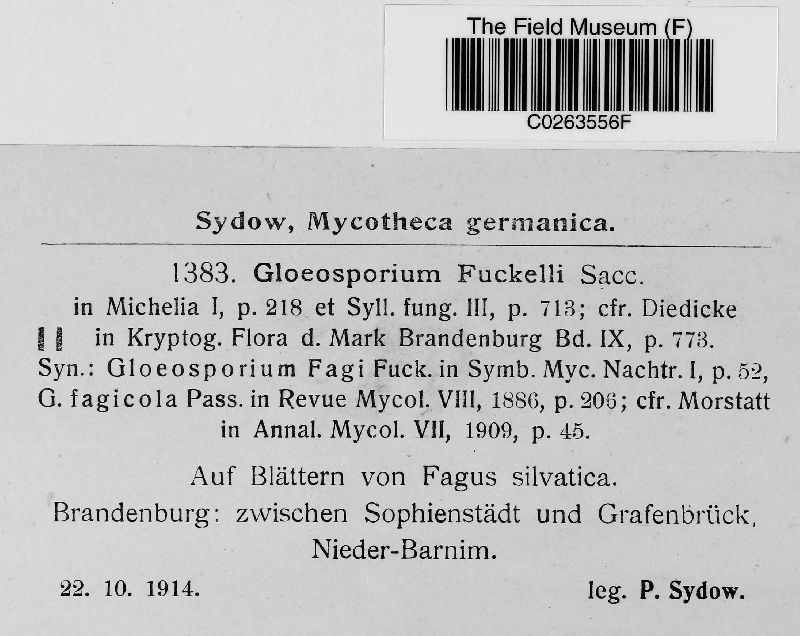 The Field Museum (F)
C0263556F
Sydow, Mycotheca germanica.
1383. Gloeosporium Fuckelli Sacc.
in Michelia I, p. 218 et Syll. fung. III, p. 713; cfr. Diedicke
in Kryptog. Flora d. Mark Brandenburg Bd. IX, p. 773.
Syn.: Gloeosporium Fagi Fuck. in Symb. Myc. Nachtr. I, p. 52,
G. fagicola Pass. in Revue Mycol. VIII, 1886, p. 206; cfr. Morstatt
in Annal. Mycol. VII, 1909, p. 45.
Auf Blättern von Fagus silvatica.
Brandenburg: zwischen Sophienstädt und Grafenbrück,
Nieder-Barnim.
22. 10. 1914. leg. P. Sydow.